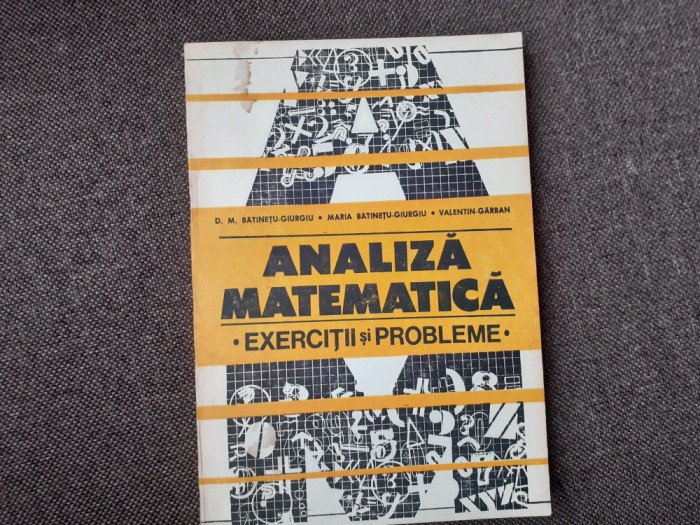 D. M. BĂTINEȚU-GIURGIU • MARIA BĂTINEȚU-GIURGIU • VALENTIN-GÂRBAN
ANALIZĂ
MATEMATICĂ
• EXERCIȚII și PROBLEME •